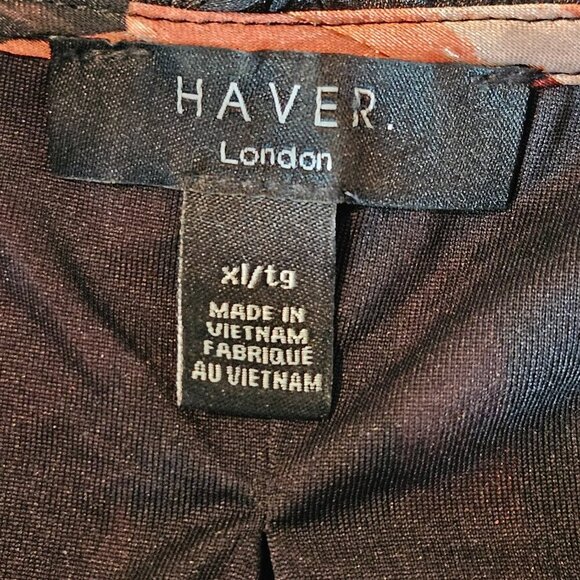 HAVER.
London
xl/tg
MADE IN
VIETNAM
FABRIQUÉ
AU VIETNAM